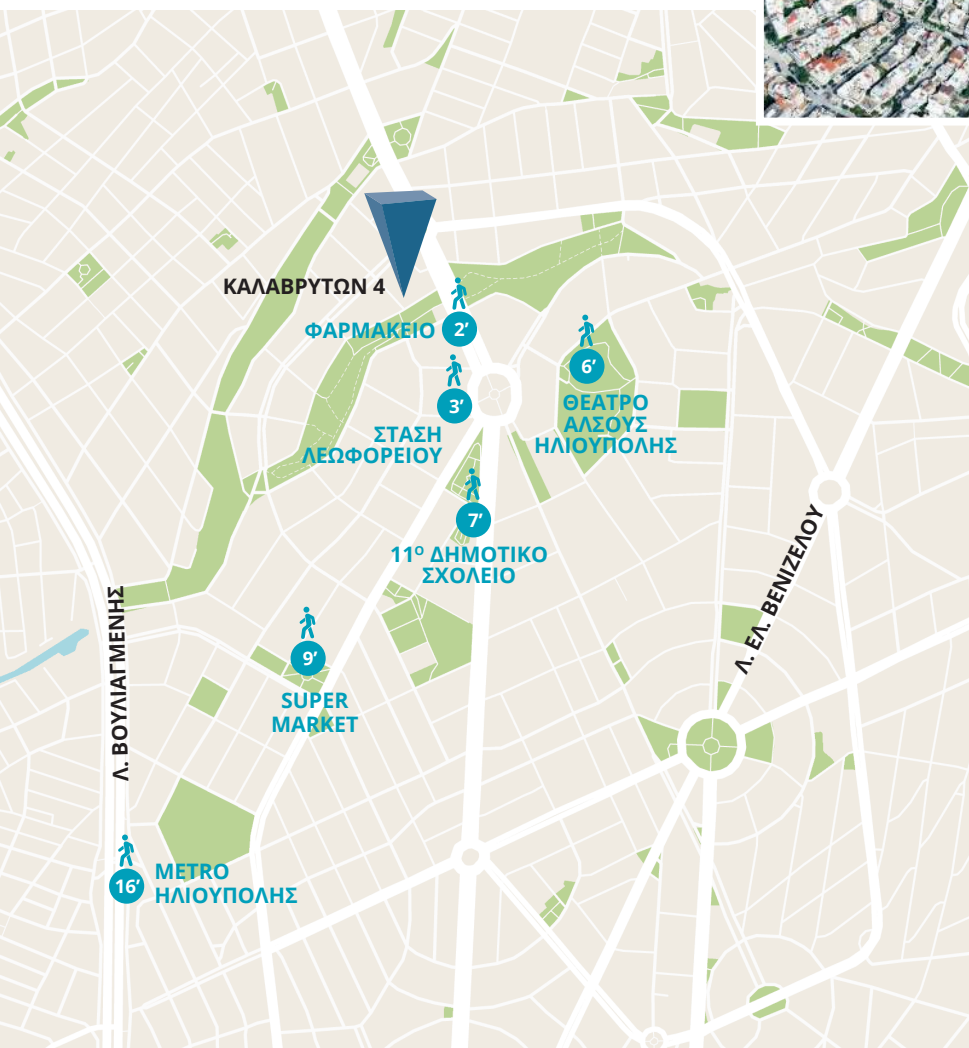 ΚΑΛΑΒΡΥΤΩΝ 4
ΦΑΡΜΑΚΕΙΟ
2’
3’
ΣΤΑΣΗ
ΛΕΩΦΟΡΕΙΟΥ
6’
ΘΕΑΤΡΟ
ΑΛΣΟΥΣ
ΗΛΙΟΥΠΟΛΗΣ
7’
11Ο ΔΗΜΟΤΙΚΟ
ΣΧΟΛΕΙΟ
Λ. ΕΛ. ΒΕΝΙΖΕΛΟΥ
9’
SUPER
MARKET
Λ. ΒΟΥΛΙΑΓΜΕΝΗΣ
16’
METRO
ΗΛΙΟΥΠΟΛΗΣ